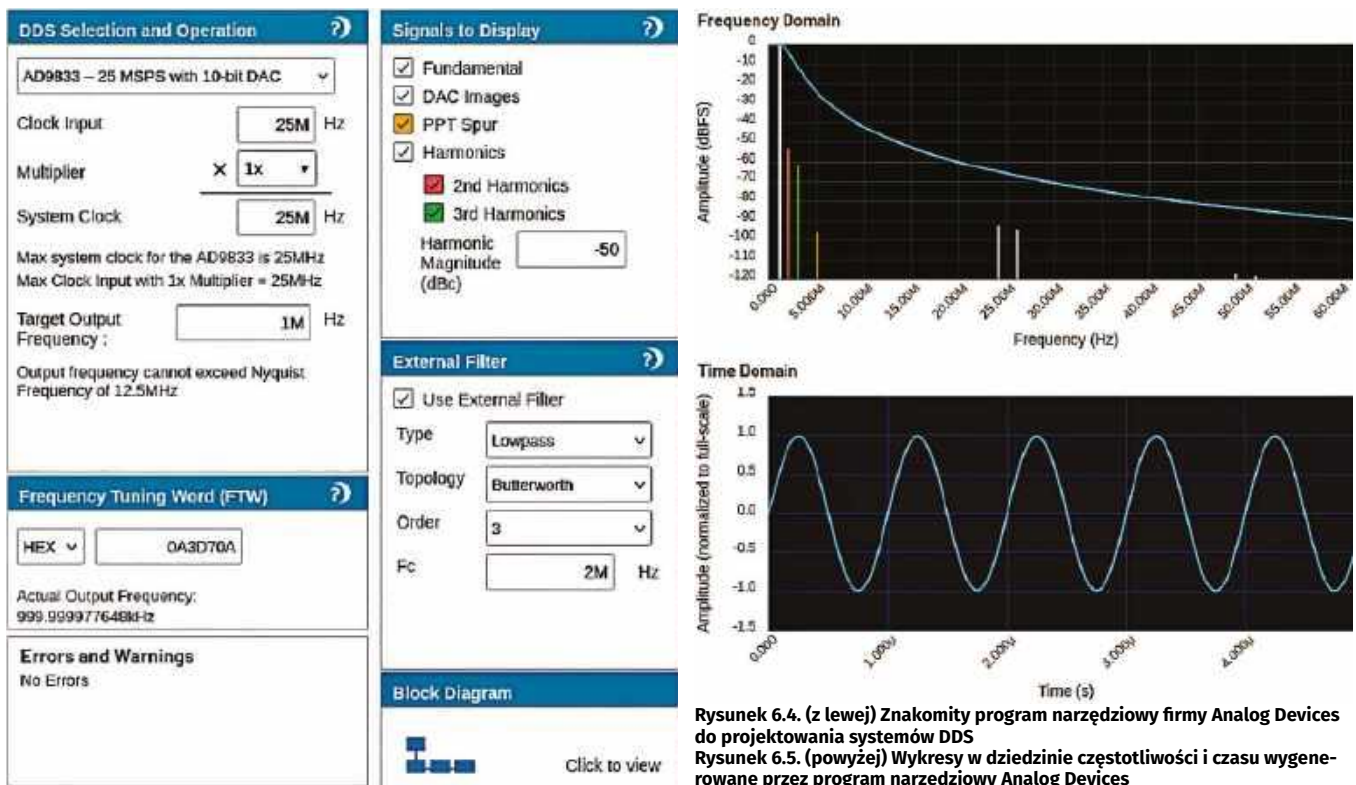 DDS Selection and Operation ?
AD9833 – 25 MSPS with 10-bit DAC
Clock Input 25M Hz
Multiplier × 1x
System Clock 25M Hz
Max system clock for the AD9833 is 25MHz
Max Clock Input with 1x Multiplier = 25MHz
Target Output 1M Hz
Frequency :
Output frequency cannot exceed Nyquist
Frequency of 12.5MHz
Frequency Tuning Word (FTW) ?
HEX 0A3D70A
Actual Output Frequency:
999.999977648kHz
Errors and Warnings
No Errors
Signals to Display ?
Fundamental
DAC Images
PPT Spur
Harmonics
2nd Harmonics
3rd Harmonics
Harmonic
Magnitude -50
(dBc)
External Filter ?
Use External Filter
Type Lowpass
Topology Butterworth
Order 3
Fc 2M Hz
Block Diagram
Click to view
Frequency Domain
Amplitude (dBFS)
0
-10
-20
-30
-40
-50
-60
-70
-80
-90
-100
-110
-120
0.000 5.000M 10.00M 15.00M 20.00M 25.00M 30.00M 35.00M 40.00M 45.00M 50.00M 55.00M 60.00M
Frequency (Hz)
Time Domain
Amplitude (normalized to full-scale)
1.5
1.0
0.5
0.0
-0.5
-1.0
-1.5
0.000 1.000µ 2.000µ 3.000µ 4.000µ
Time (s)
Rysunek 6.4. (z lewej) Znakomity program narzędziowy firmy Analog Devices
do projektowania systemów DDS
Rysunek 6.5. (powyżej) Wykresy w dziedzinie częstotliwości i czasu wygene-
rowane przez program narzędziowy Analog Devices